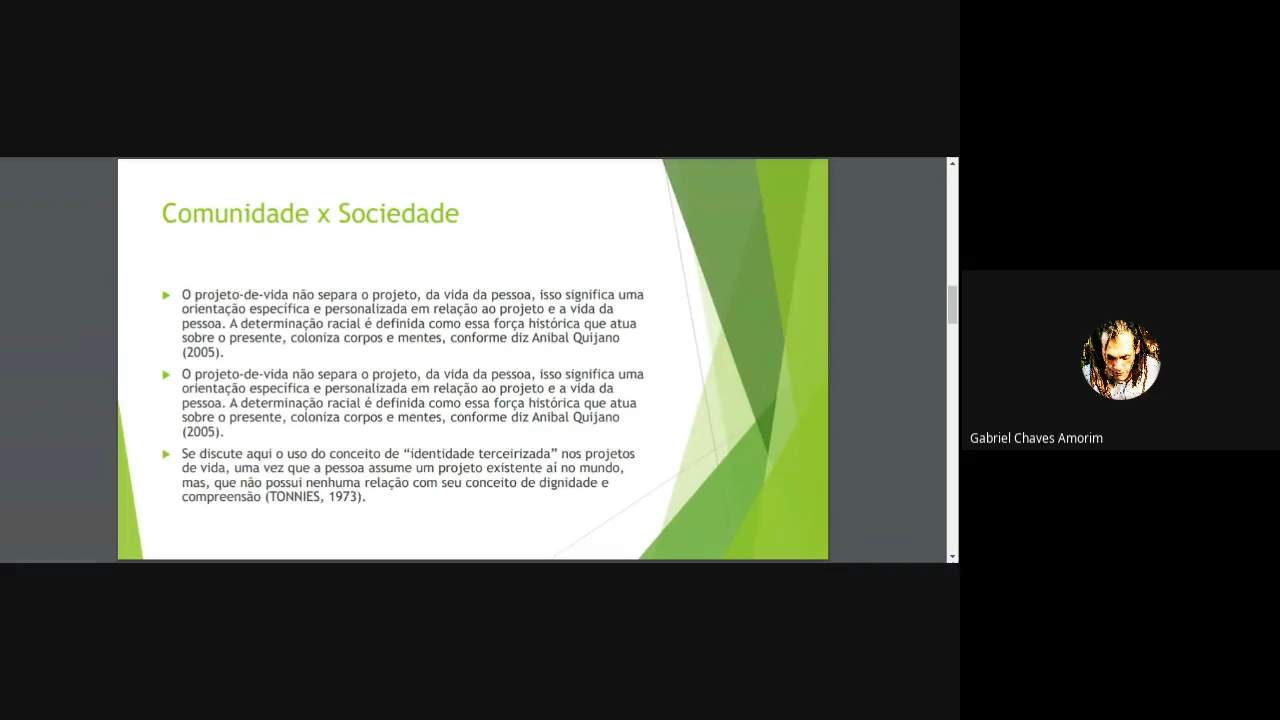 Comunidade x Sociedade
O projeto-de-vida não separa o projeto, da vida da pessoa, isso significa uma
orientação específica e personalizada em relação ao projeto e a vida da
pessoa. A determinação racial é definida como essa força histórica que atua
sobre o presente, coloniza corpos e mentes, conforme diz Anibal Quijano
(2005).
O projeto-de-vida não separa o projeto, da vida da pessoa, isso significa uma
orientação específica e personalizada em relação ao projeto e a vida da
pessoa. A determinação racial é definida como essa força histórica que atua
sobre o presente, coloniza corpos e mentes, conforme diz Anibal Quijano
(2005).
Se discute aqui o uso do conceito de “identidade terceirizada” nos projetos
de vida, uma vez que a pessoa assume um projeto existente aí no mundo,
mas, que não possui nenhuma relação com seu conceito de dignidade e
compreensão (TONNIES, 1973).
Gabriel Chaves Amorim